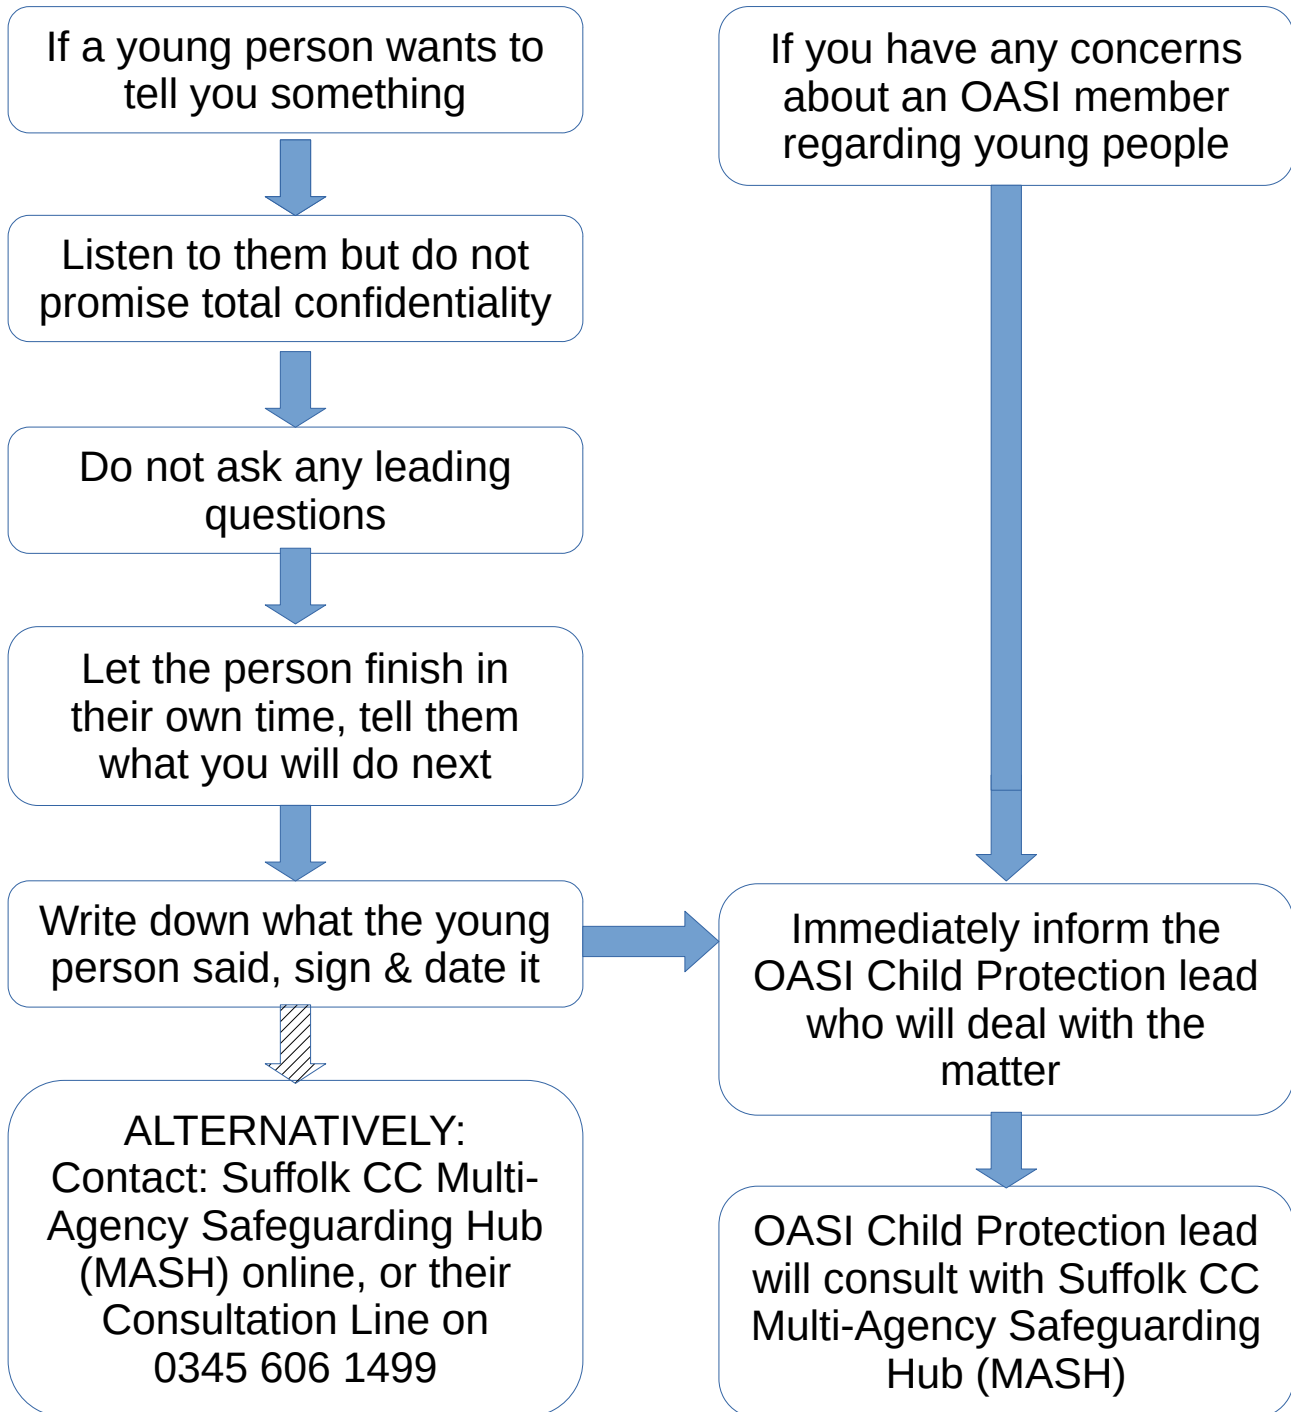 If a young person wants to
tell you something
Listen to them but do not
promise total confidentiality
Do not ask any leading
questions
Let the person finish in
their own time, tell them
what you will do next
Write down what the young
person said, sign & date it
ALTERNATIVELY:
Contact: Suffolk CC Multi-
Agency Safeguarding Hub
(MASH) online, or their
Consultation Line on
0345 606 1499
If you have any concerns
about an OASI member
regarding young people
Immediately inform the
OASI Child Protection lead
who will deal with the
matter
OASI Child Protection lead
will consult with Suffolk CC
Multi-Agency Safeguarding
Hub (MASH)